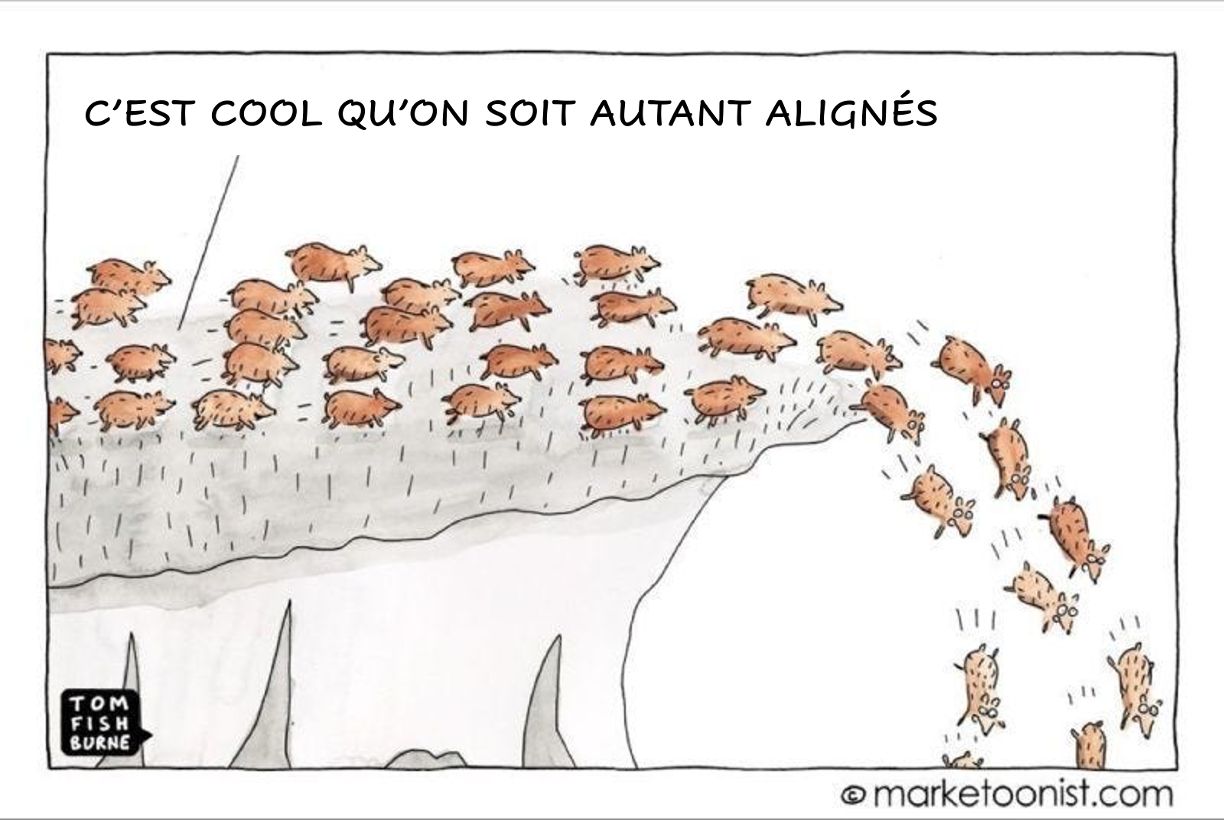 C'EST COOL QU'ON SOIT AUTANT ALIGNÉS
TOM
FISH
BURNE
© marketoonist.com